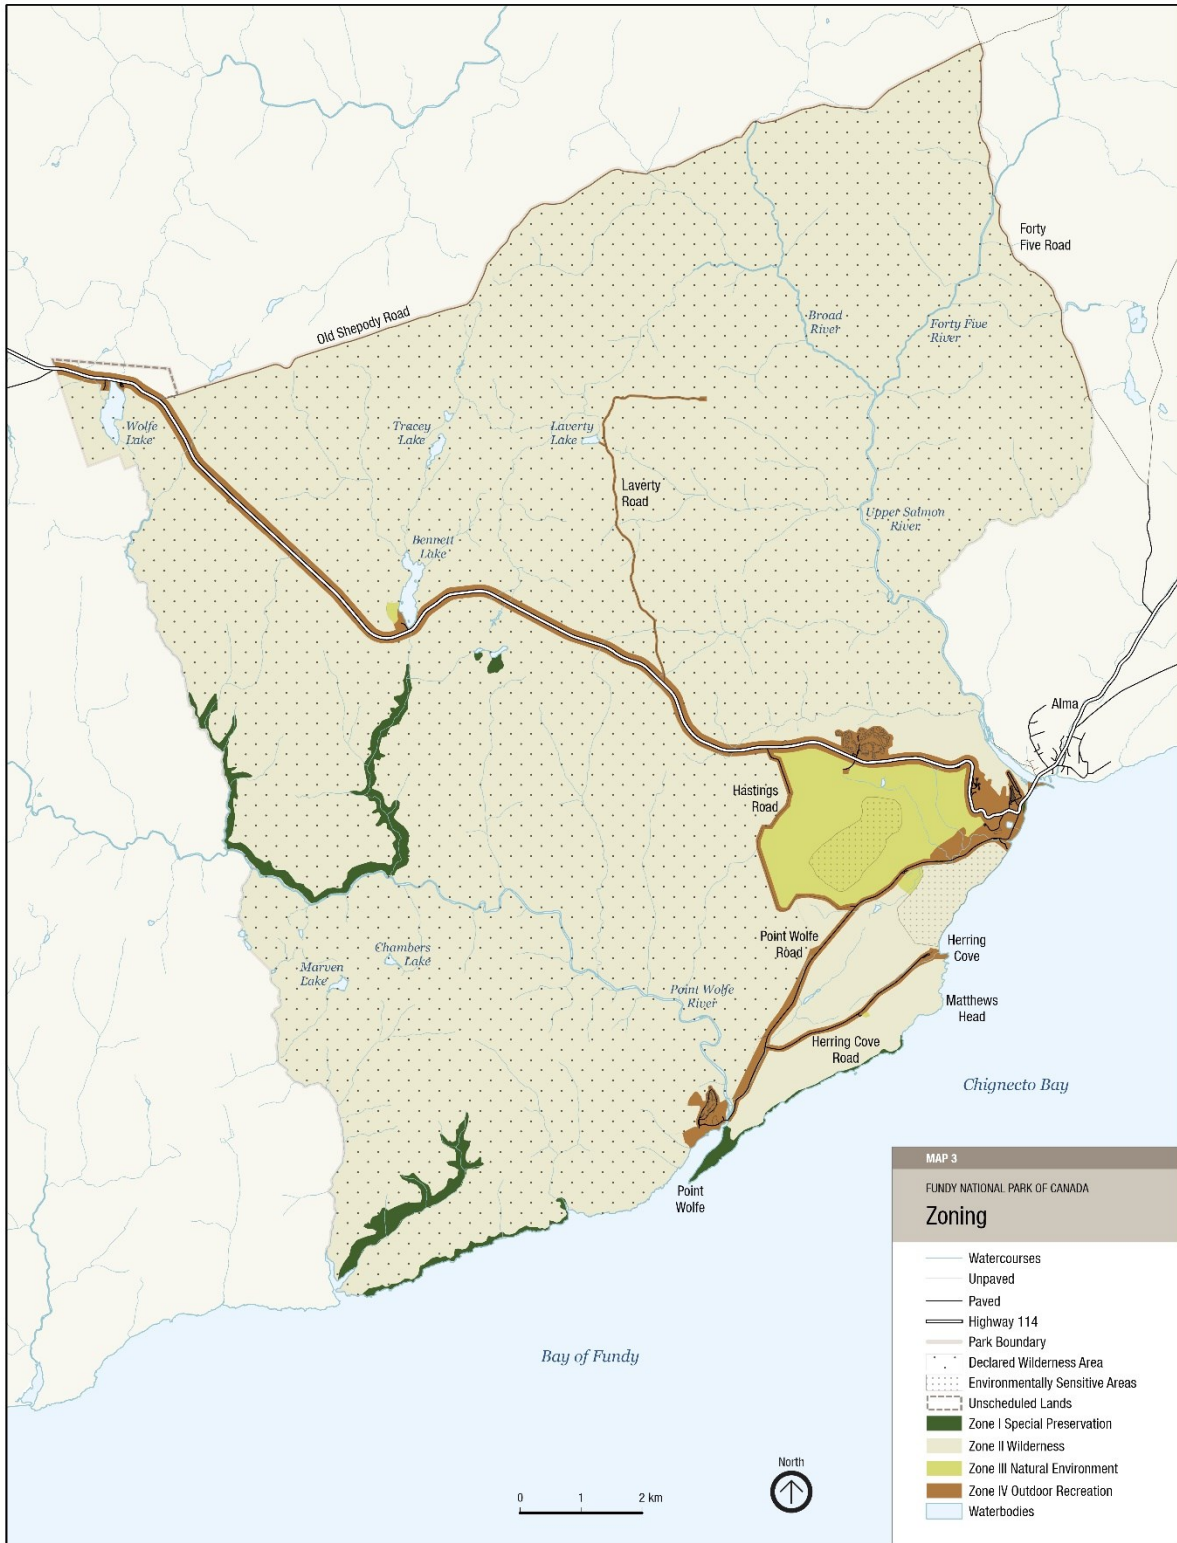 Forty
Five Road
Broad
River
Forty Five
River
Old Shepody Road
Wolfe
Lake
Tracey
Lake
Laverty
Lake
Laverty
Road
Upper Salmon
River
Bennett
Lake
Alma
Hastings
Road
Point Wolfe
Road
Herring
Cove
Chambers
Lake
Marven
Lake
Point Wolfe
River
Matthews
Head
Herring Cove
Road
Chignecto Bay
Point
Wolfe
Bay of Fundy
MAP 3
FUNDY NATIONAL PARK OF CANADA
Zoning
Watercourses
Unpaved
Paved
Highway 114
Park Boundary
Declared Wilderness Area
Environmentally Sensitive Areas
Unscheduled Lands
Zone I Special Preservation
Zone II Wilderness
Zone III Natural Environment
Zone IV Outdoor Recreation
Waterbodies
North
0 1 2 km